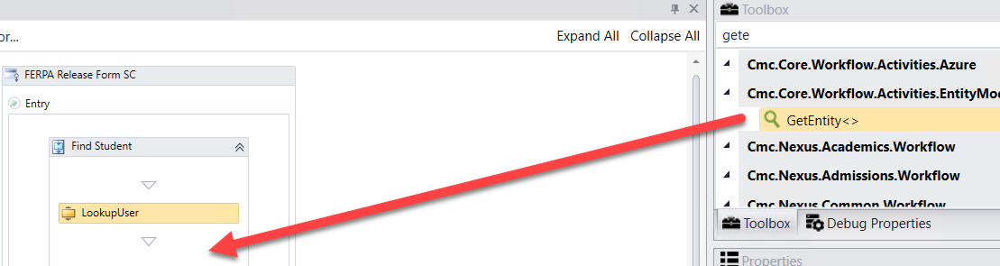 or...
Expand All Collapse All
FERPA Release Form SC
Entry
Find Student
LookupUser
Toolbox
gete
Cmc.Core.Workflow.Activities.Azure
Cmc.Core.Workflow.Activities.EntityMod
GetEntity<>
Cmc.Nexus.Academics.Workflow
Cmc.Nexus.Admissions.Workflow
Cmc.Nexus.Common.Workflow
Toolbox Debug Properties
Properties